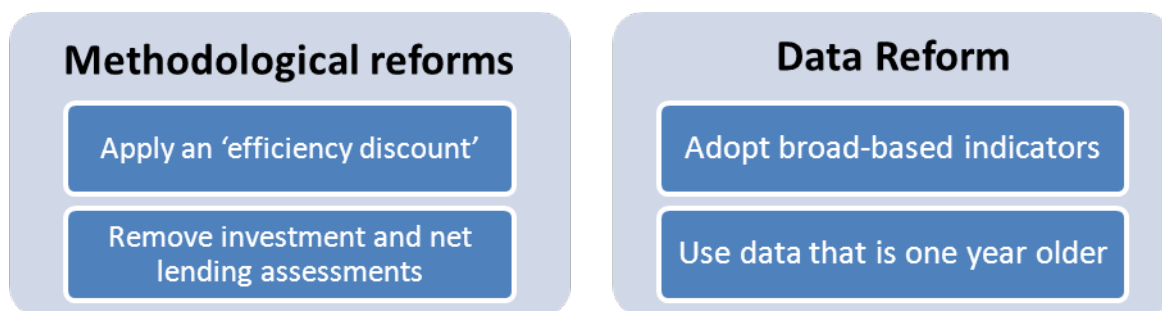 Methodological reforms
Apply an ‘efficiency discount’
Remove investment and net
lending assessments
Data Reform
Adopt broad-based indicators
Use data that is one year older